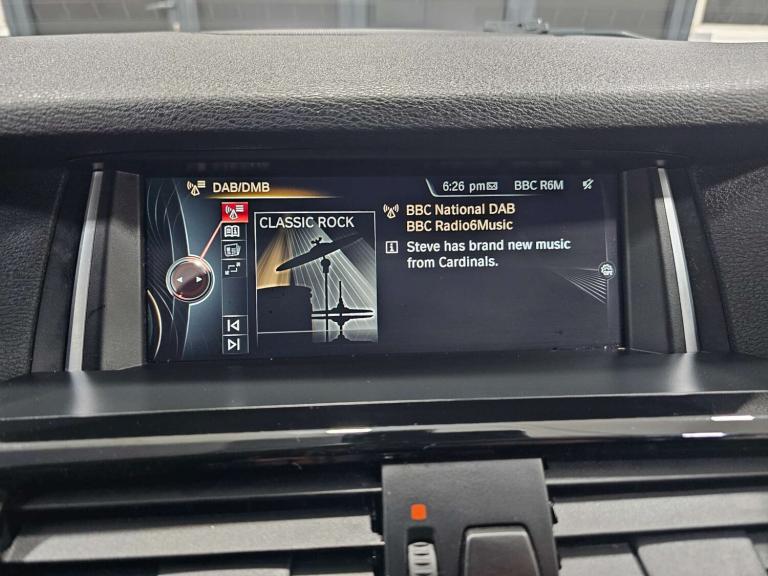 DAB/DMB
6:26 pm
BBC R6M
CLASSIC ROCK
BBC National DAB
BBC Radio6Music
Steve has brand new music
from Cardinals.